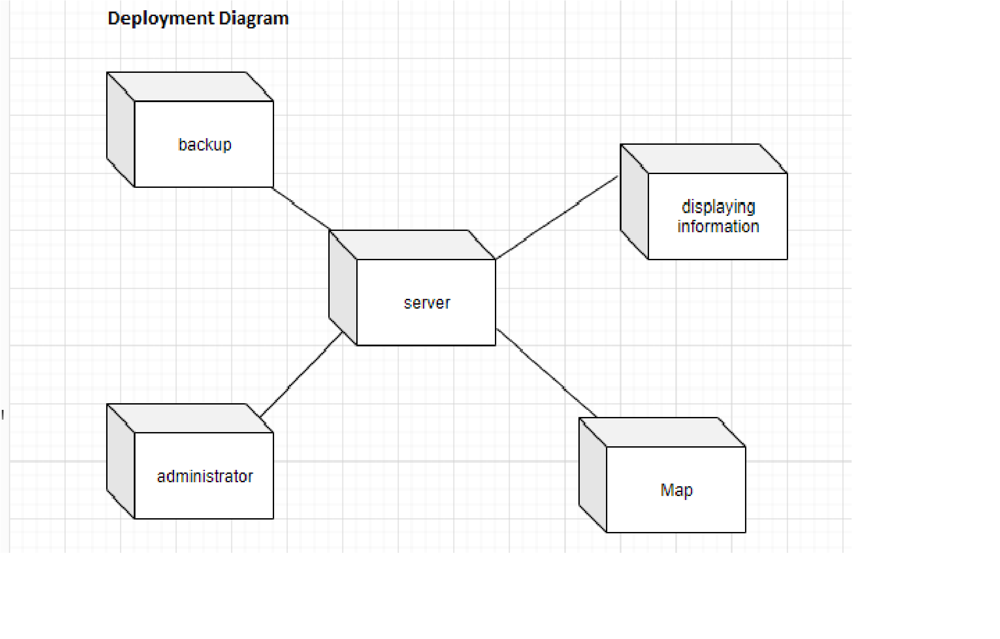 Deployment Diagram
backup
displaying
information
server
administrator
Map